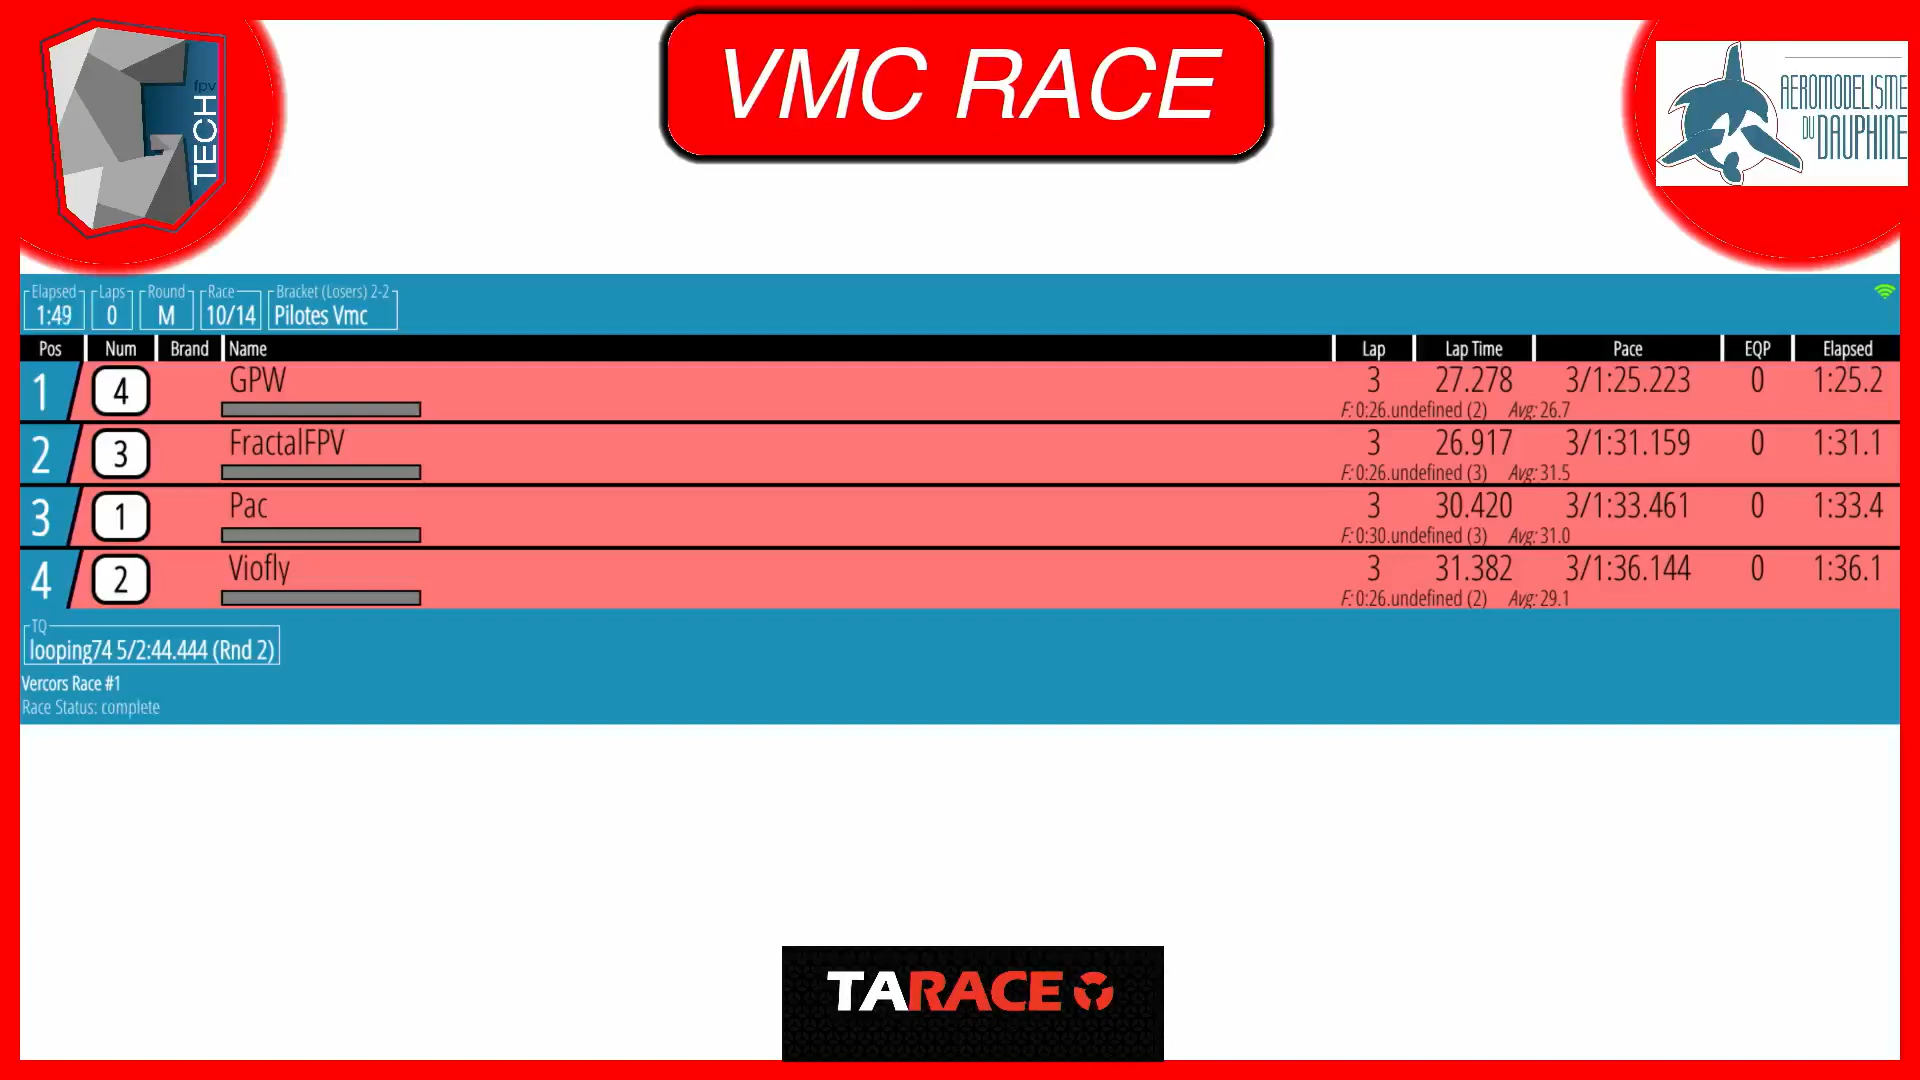 VMC RACE
fpv
TECH
AEROMODELISME
DU DAUPHINE
Elapsed Laps Round Race Bracket (Losers) 2-2
1:49 0 M 10/14 Pilotes Vmc
Pos Num Brand Name Lap Lap Time Pace EQP Elapsed
1 4 GPW 3 27.278 3/1:25.223 0 1:25.2
F: 0:26.undefined (2) Avg: 26.7
2 3 FractalFPV 3 26.917 3/1:31.159 0 1:31.1
F: 0:26.undefined (3) Avg: 31.5
3 1 Pac 3 30.420 3/1:33.461 0 1:33.4
F: 0:30.undefined (3) Avg: 31.0
4 2 Viofly 3 31.382 3/1:36.144 0 1:36.1
F: 0:26.undefined (2) Avg: 29.1
TQ
looping74 5/2:44.444 (Rnd 2)
Vercors Race #1
Race Status: complete
TARACE